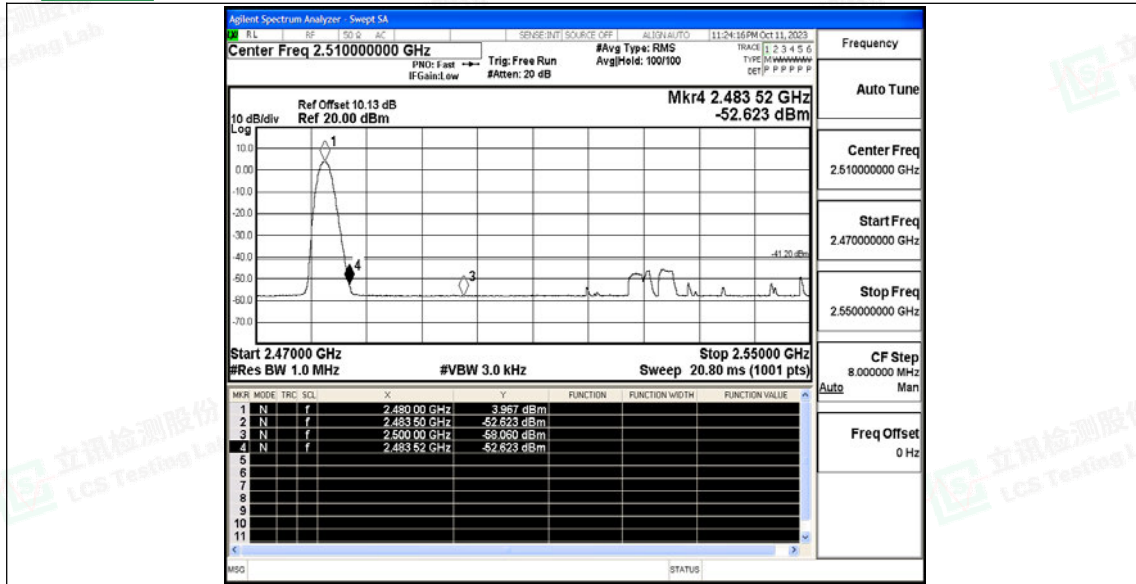 Agilent Spectrum Analyzer - Swept SA
RL RF 50 Ω AC SENSE:INT SOURCE OFF ALIGN AUTO 11:24:16 PM Oct 11, 2023
Center Freq 2.510000000 GHz
PNO: Fast Trig: Free Run #Avg Type: RMS TRACE 1 2 3 4 5 6
IFGain:Low #Atten: 20 dB Avg|Hold: 100/100 TYPE M WWWWW
DET P P P P P P
Mkr4 2.483 52 GHz
-52.623 dBm
Ref Offset 10.13 dB
10 dB/div Ref 20.00 dBm
Log
10.0
0.00
-10.0
-20.0
-30.0
-40.0
-50.0
-60.0
-70.0
1
4
3
-41.20 dBm
Start 2.47000 GHz Stop 2.55000 GHz
#Res BW 1.0 MHz #VBW 3.0 kHz Sweep 20.80 ms (1001 pts)
MKR MODE TRC SCL X Y FUNCTION FUNCTION WIDTH FUNCTION VALUE
1 N f 2.480 00 GHz 3.967 dBm
2 N f 2.483 50 GHz -52.623 dBm
3 N f 2.500 00 GHz -58.060 dBm
4 N f 2.483 52 GHz -52.623 dBm
5
6
7
8
9
10
11
MSG STATUS
Frequency
Auto Tune
Center Freq
2.510000000 GHz
Start Freq
2.470000000 GHz
Stop Freq
2.550000000 GHz
CF Step
8.000000 MHz
Auto Man
Freq Offset
0 Hz
立讯检测股份
LCS Testing Lab
立讯检测股份
LCS Testing L